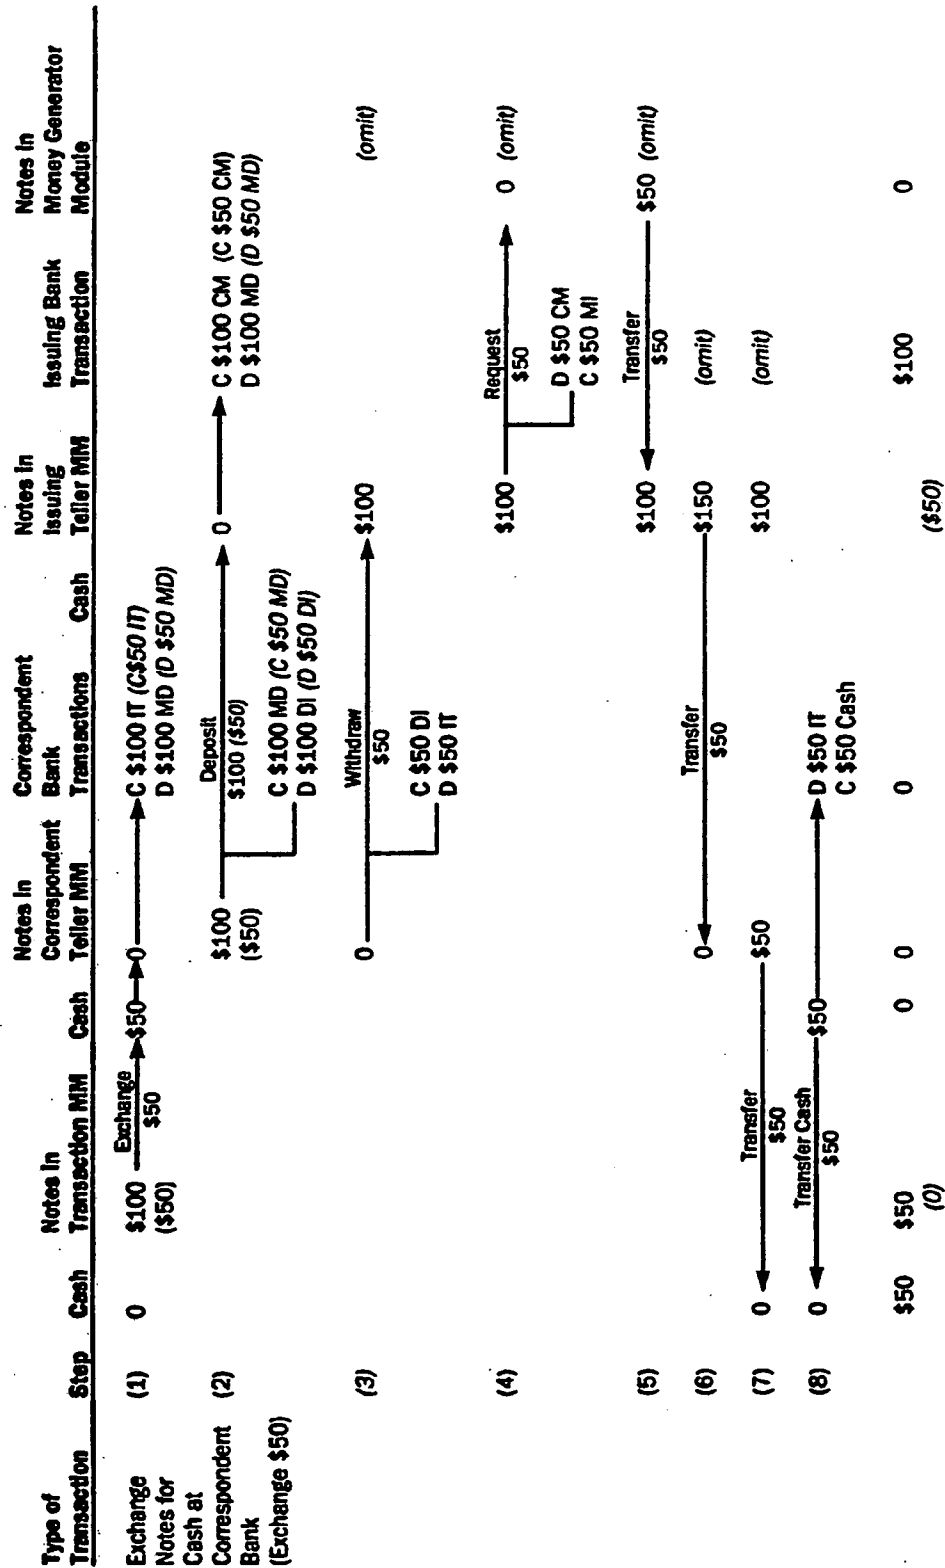 Type of
Transaction
Step
Cash
Notes In
Transaction MM
Cash
Notes In
Correspondent
Teller MM
Correspondent
Bank
Transactions
Cash
Notes In
Issuing
Teller MM
Issuing Bank
Transaction
Notes In
Money Generator
Module
Exchange
Notes for
Cash at
Correspondent
Bank
(Exchange $50)
(1)
0
$100
($50)
Exchange
$50
$50
0
C $100 IT (C$50 IT)
D $100 MD (D $50 MD)
(2)
$100
($50)
Deposit
$100 ($50)
C $100 MD (C $50 MD)
D $100 DI (D $50 DI)
0
C $100 CM (C $50 CM)
D $100 MD (D $50 MD)
(3)
0
Withdraw
$50
C $50 DI
D $50 IT
$100
(omit)
(4)
$100
Request
$50
D $50 CM
C $50 MI
0 (omit)
(5)
$100
Transfer
$50
$50 (omit)
(6)
0
Transfer
$50
$150
(omit)
(7)
0
Transfer
$50
$50
$100
(omit)
(8)
0
Transfer Cash
$50
$50
D $50 IT
C $50 Cash
$50
$50
(0)
0
0
0
($50)
$100
0